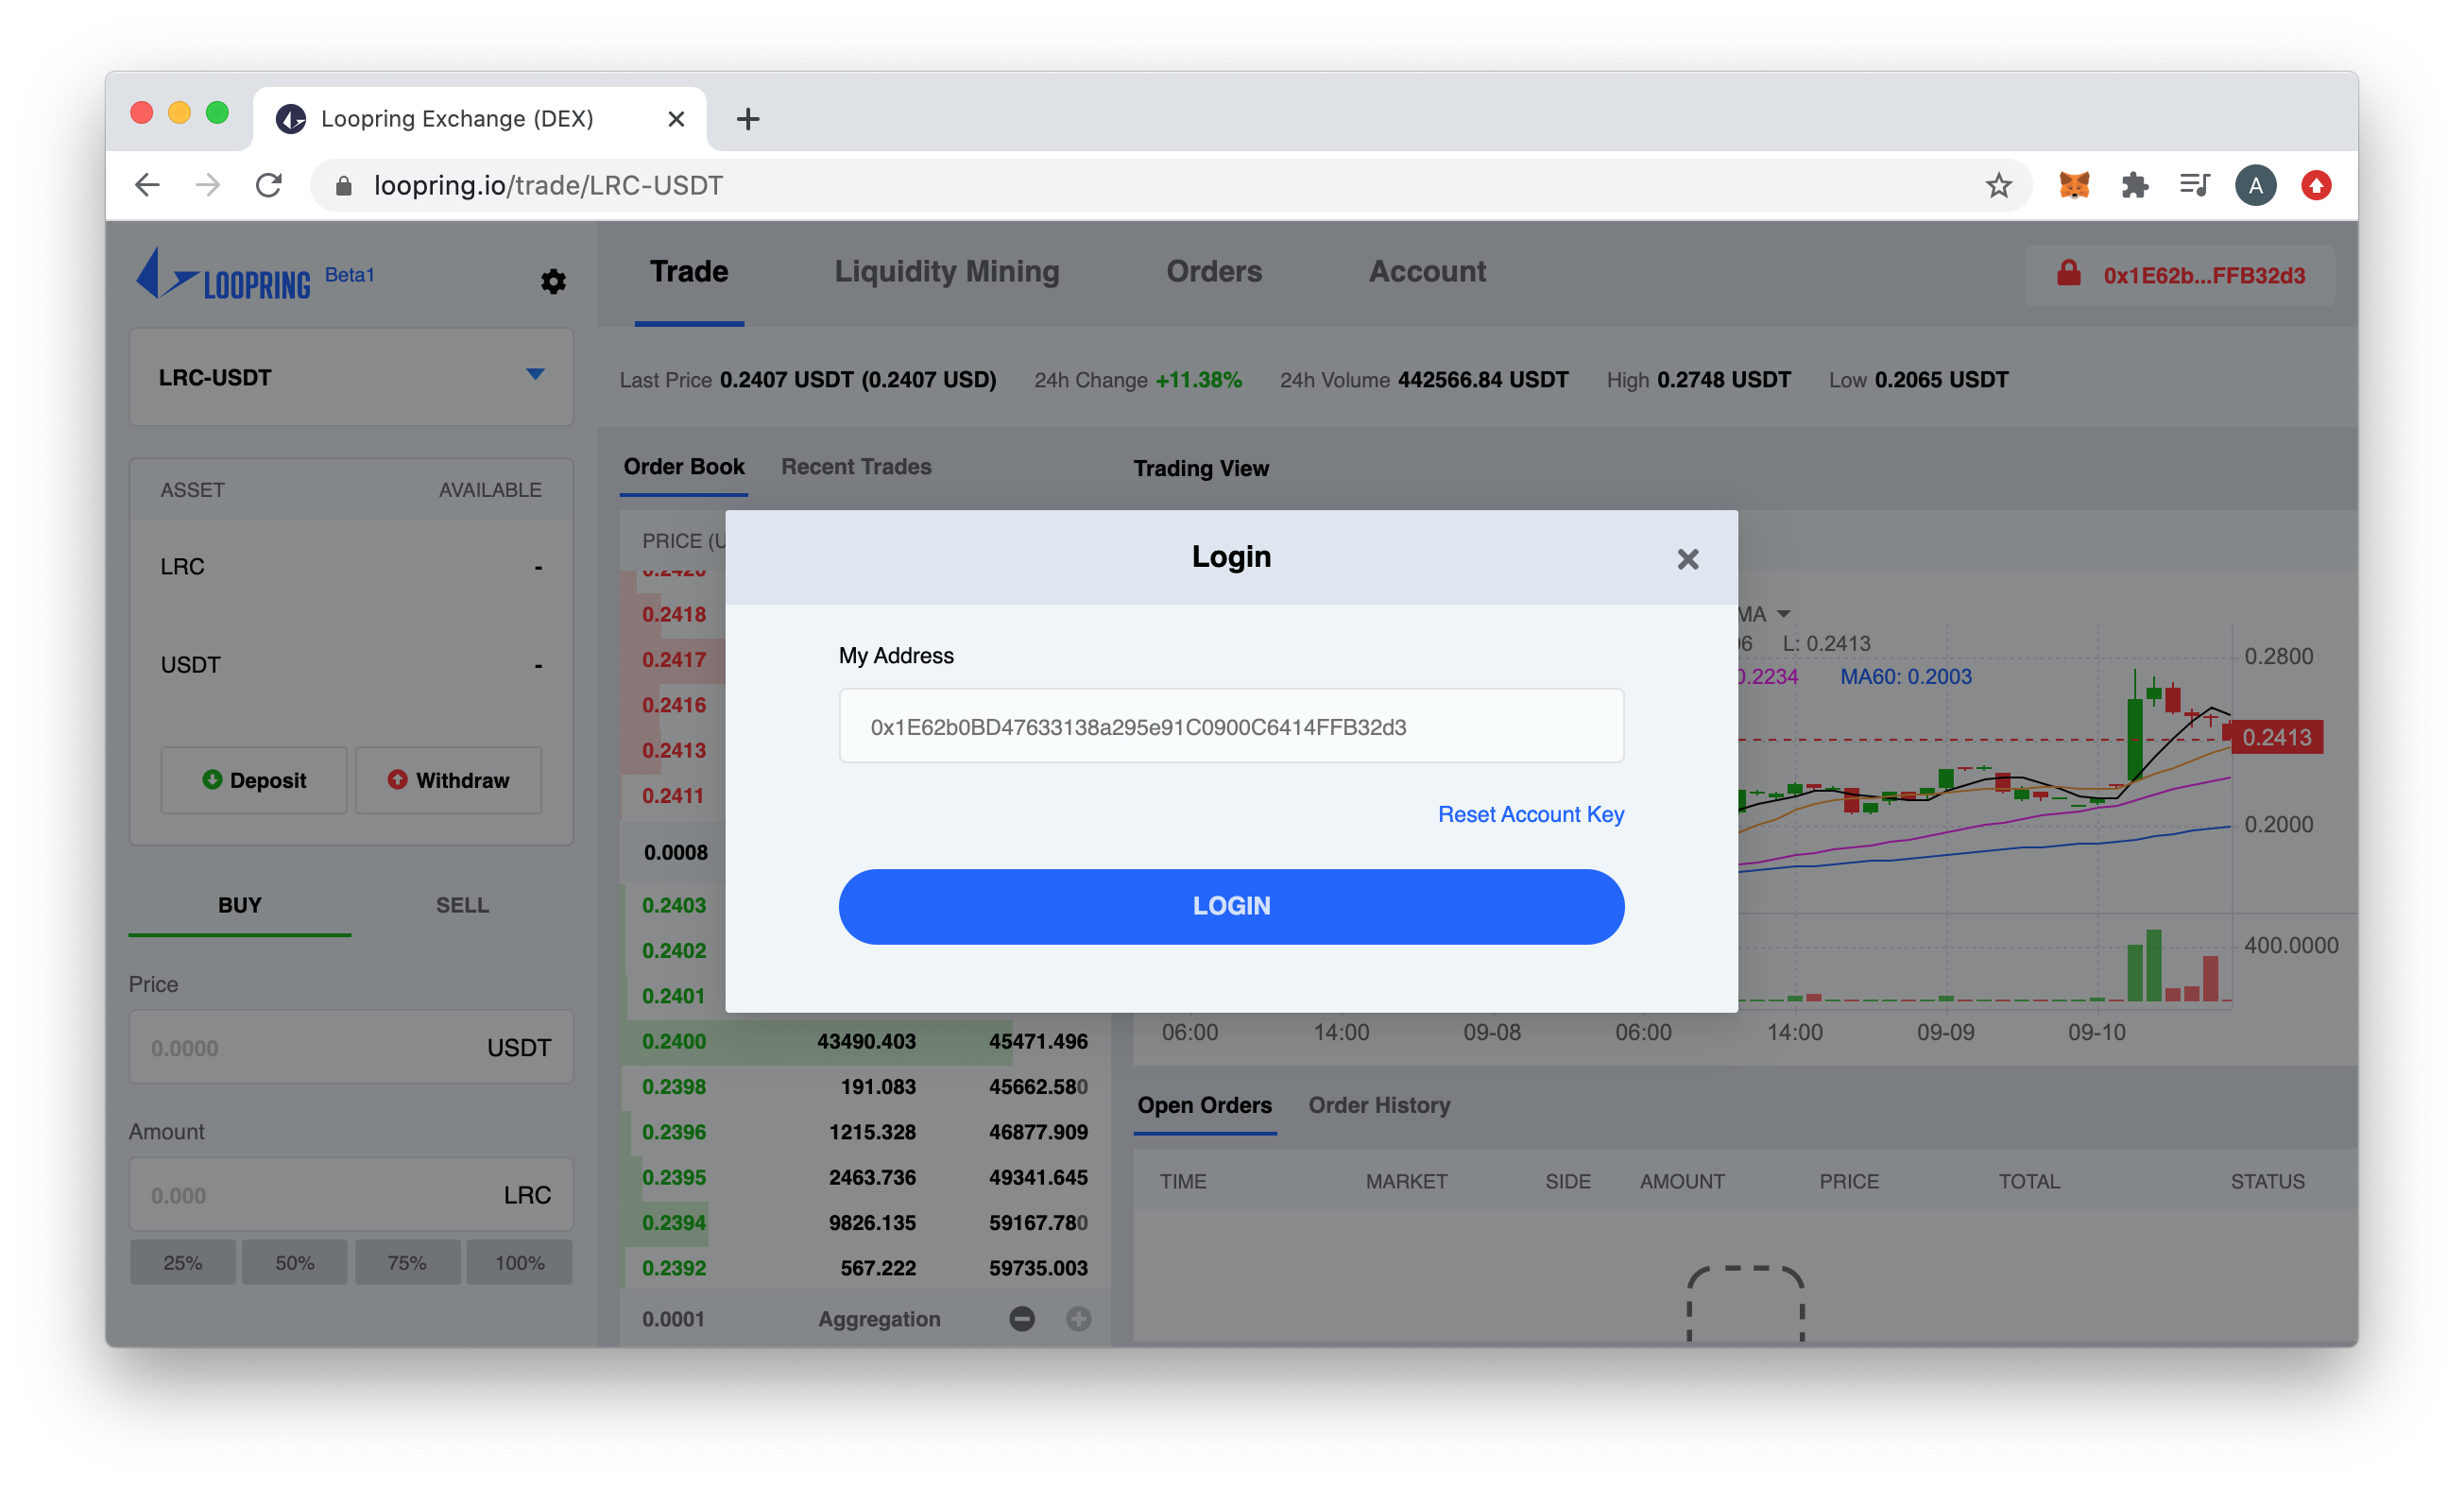 Loopring Exchange (DEX)
loopring.io/trade/LRC-USDT
A
LOOPRING Beta1
Trade Liquidity Mining Orders Account
0x1E62b...FFB32d3
LRC-USDT
Last Price 0.2407 USDT (0.2407 USD) 24h Change +11.38% 24h Volume 442566.84 USDT High 0.2748 USDT Low 0.2065 USDT
ASSET AVAILABLE
LRC -
USDT -
Deposit Withdraw
BUY SELL
Price
0.0000 USDT
Amount
0.000 LRC
25% 50% 75% 100%
Order Book Recent Trades
PRICE (U
0.2418
0.2417
0.2416
0.2413
0.2411
0.0008
0.2403
0.2402
0.2401
0.2400 43490.403 45471.496
0.2398 191.083 45662.580
0.2396 1215.328 46877.909
0.2395 2463.736 49341.645
0.2394 9826.135 59167.780
0.2392 567.222 59735.003
0.0001 Aggregation
Trading View
Login
My Address
0x1E62b0BD47633138a295e91C0900C6414FFB32d3
Reset Account Key
LOGIN
MA
L: 0.2413
0.2234 MA60: 0.2003
0.2800
0.2413
0.2000
400.0000
06:00 14:00 09-08 06:00 14:00 09-09 09-10
Open Orders Order History
TIME MARKET SIDE AMOUNT PRICE TOTAL STATUS